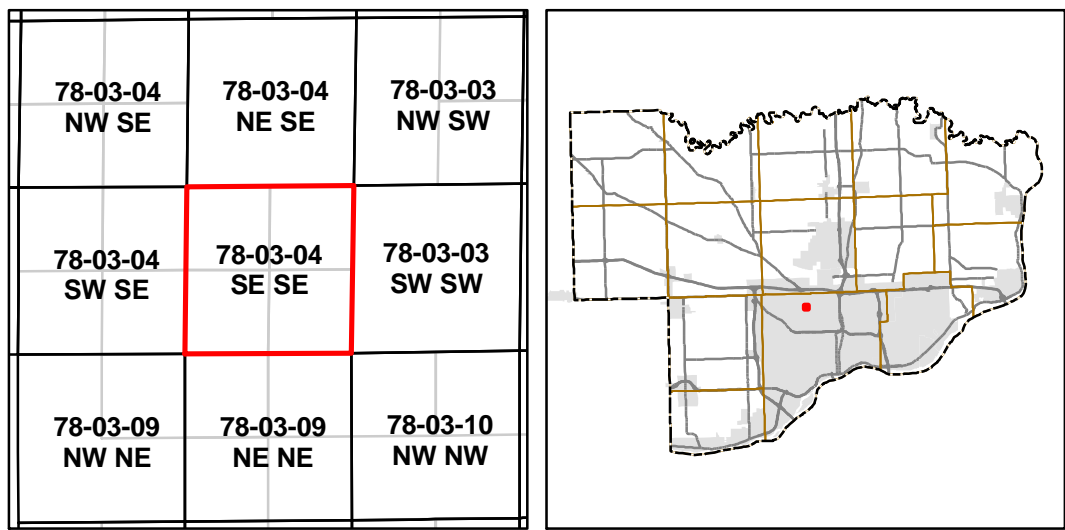 78-03-04
NW SE
78-03-04
NE SE
78-03-03
NW SW
78-03-04
SW SE
78-03-04
SE SE
78-03-03
SW SW
78-03-09
NW NE
78-03-09
NE NE
78-03-10
NW NW